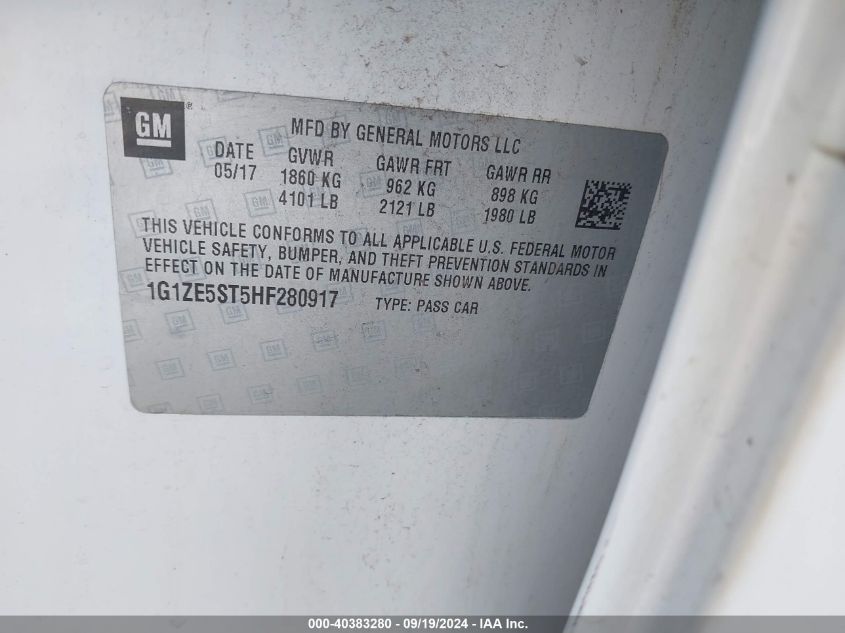 GM ®
MFD BY GENERAL MOTORS LLC
DATE GVWR GAWR FRT GAWR RR
05/17 1860 KG 962 KG 898 KG
4101 LB 2121 LB 1980 LB
THIS VEHICLE CONFORMS TO ALL APPLICABLE U.S. FEDERAL MOTOR
VEHICLE SAFETY, BUMPER, AND THEFT PREVENTION STANDARDS IN
EFFECT ON THE DATE OF MANUFACTURE SHOWN ABOVE.
1G1ZE5ST5HF280917 TYPE: PASS CAR
000-40383280 - 09/19/2024 - www.iaai.com